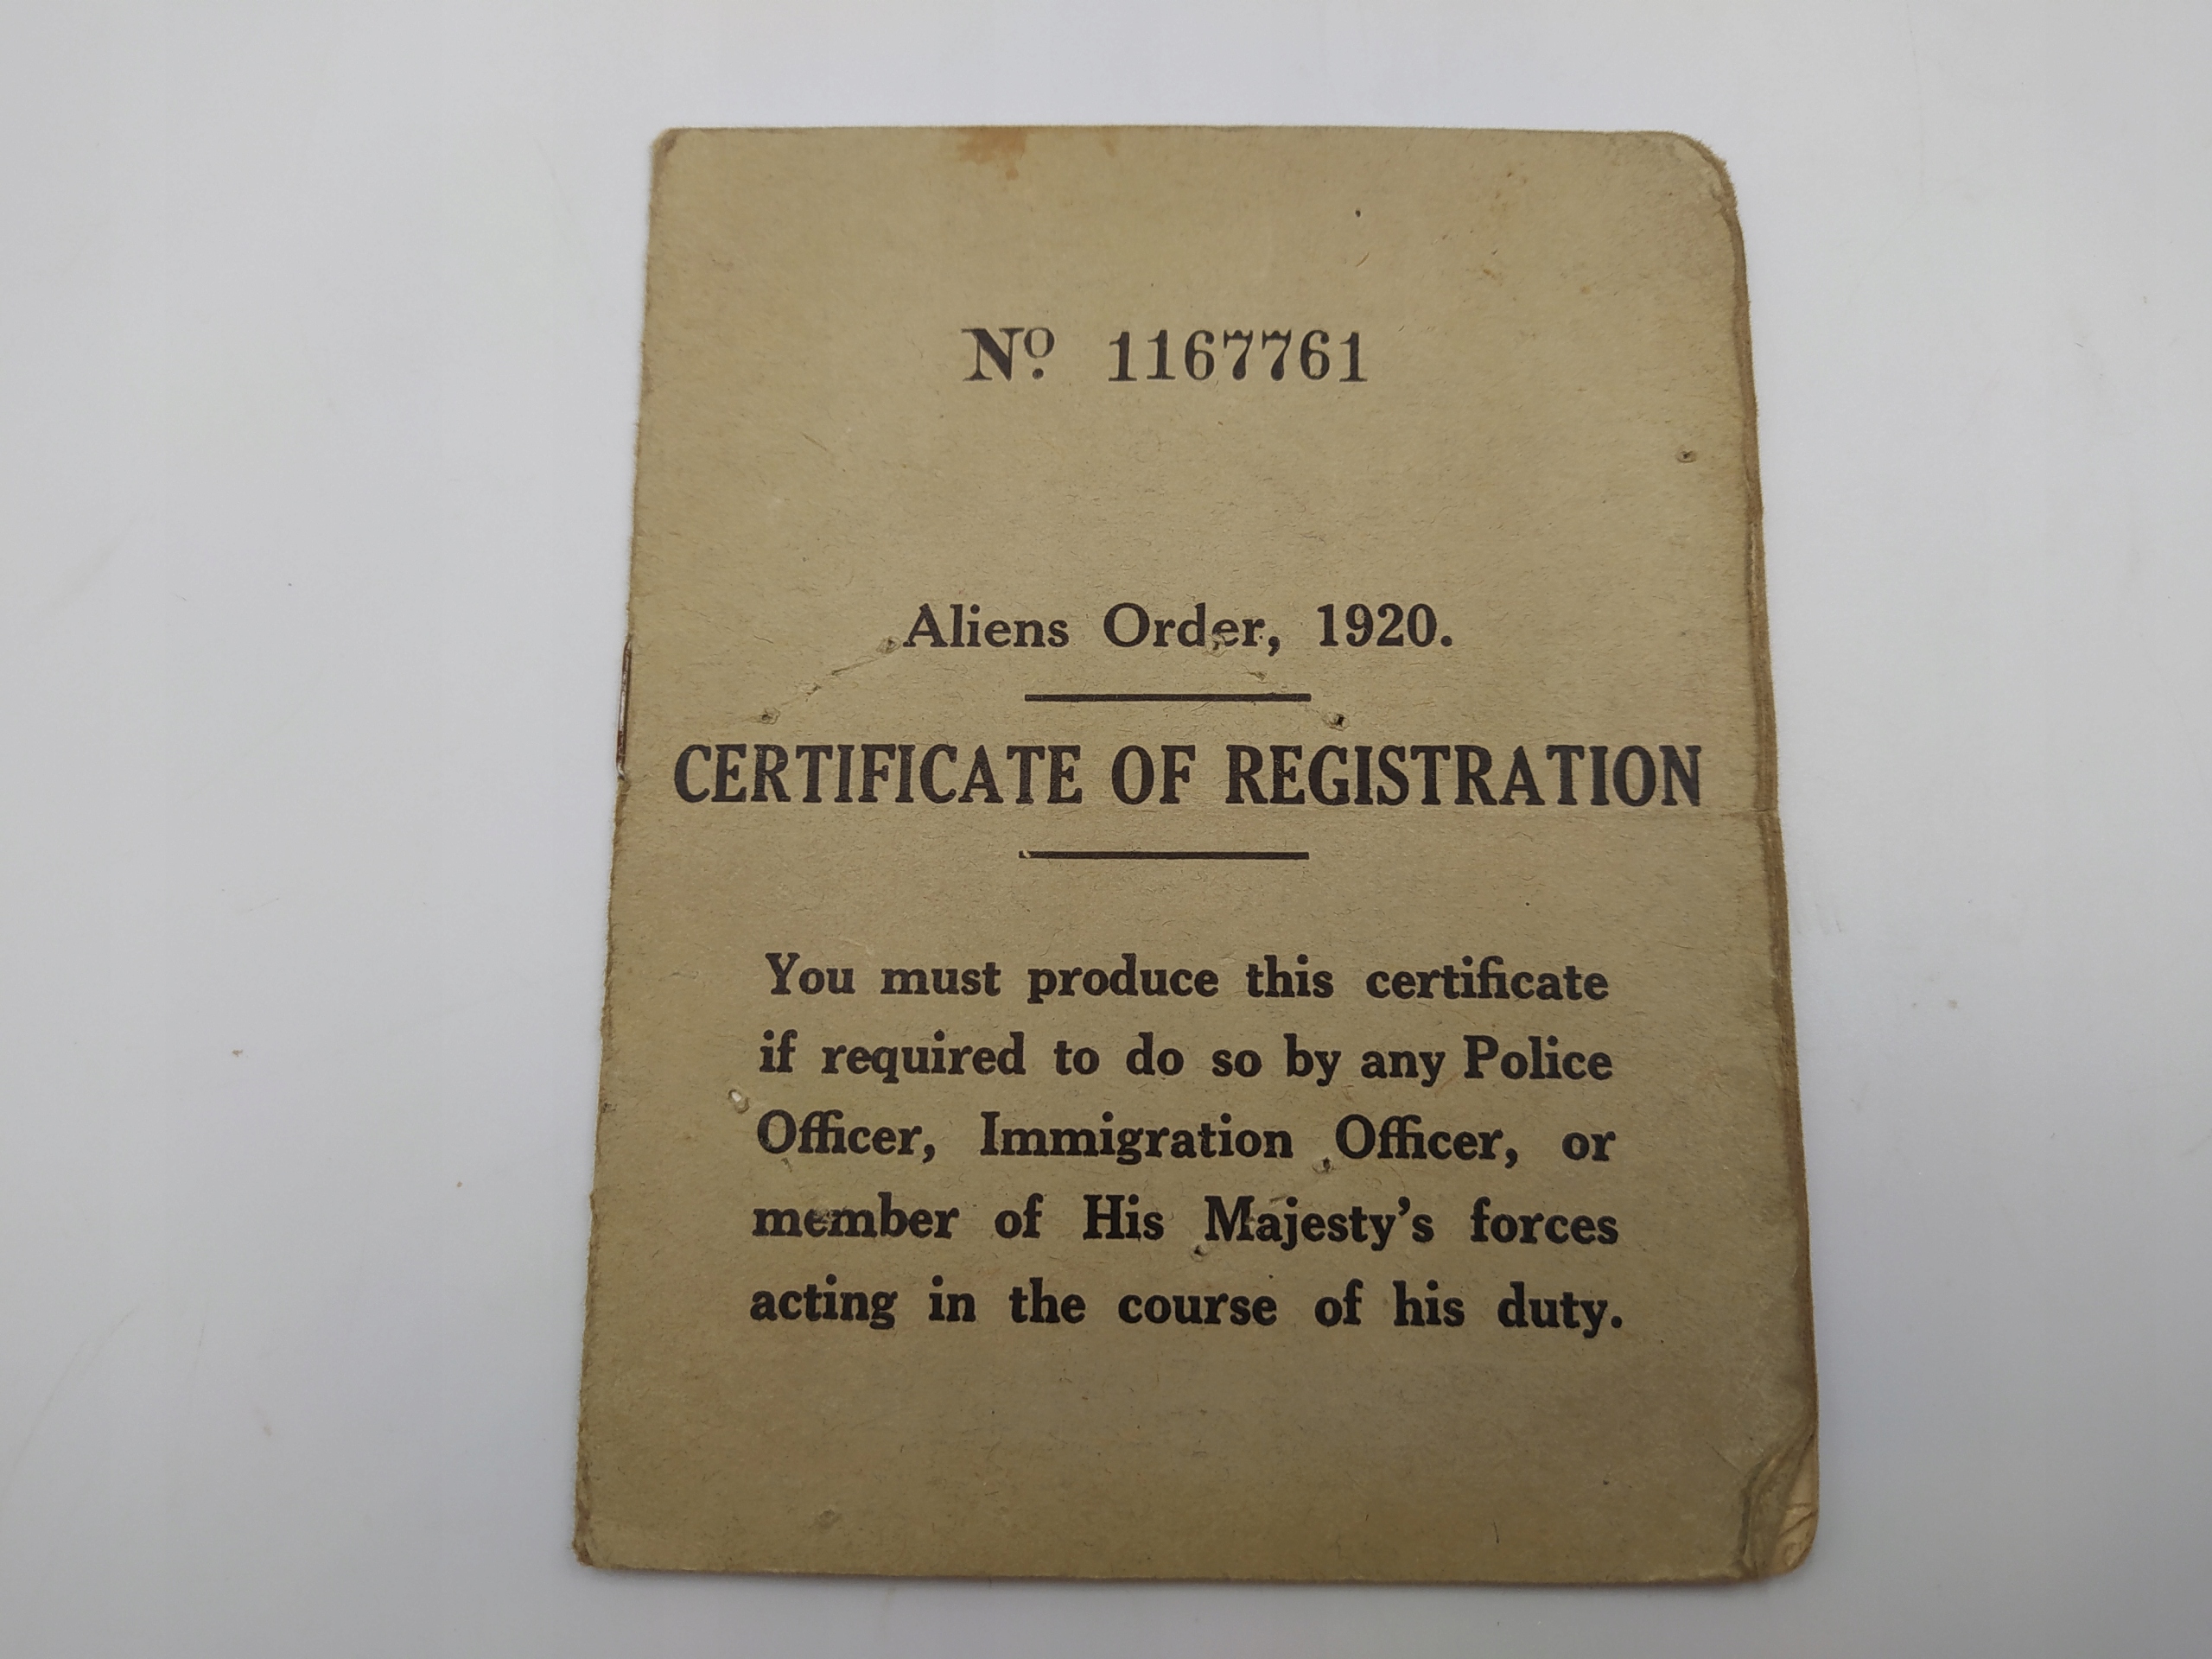 Nº 1167761
Aliens Order, 1920.
CERTIFICATE OF REGISTRATION
You must produce this certificate
if required to do so by any Police
Officer, Immigration Officer, or
member of His Majesty's forces
acting in the course of his duty.